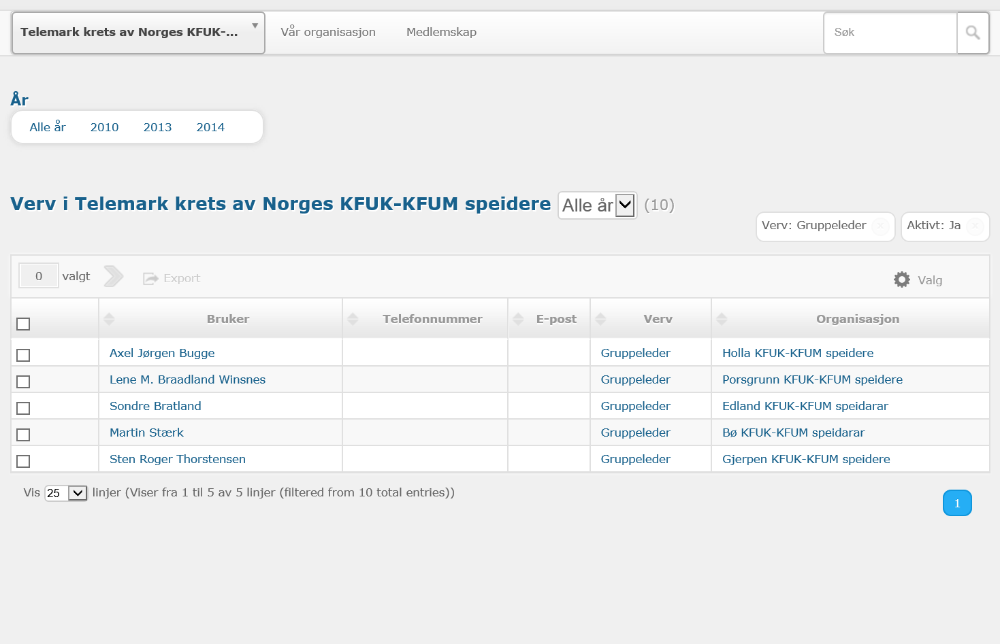 Telemark krets av Norges KFUK-...
Vår organisasjon
Medlemskap
Søk
År
Alle år 2010 2013 2014
Verv i Telemark krets av Norges KFUK-KFUM speidere Alle år (10)
Verv: Gruppeleder Aktivt: Ja
0 valgt Export Valg
Bruker Telefonnummer E-post Verv Organisasjon
Axel Jørgen Bugge Gruppeleder Holla KFUK-KFUM speidere
Lene M. Braadland Winsnes Gruppeleder Porsgrunn KFUK-KFUM speidere
Sondre Bratland Gruppeleder Edland KFUK-KFUM speidarar
Martin Stærk Gruppeleder Bø KFUK-KFUM speidarar
Sten Roger Thorstensen Gruppeleder Gjerpen KFUK-KFUM speidere
Vis 25 linjer (Viser fra 1 til 5 av 5 linjer (filtered from 10 total entries))
1